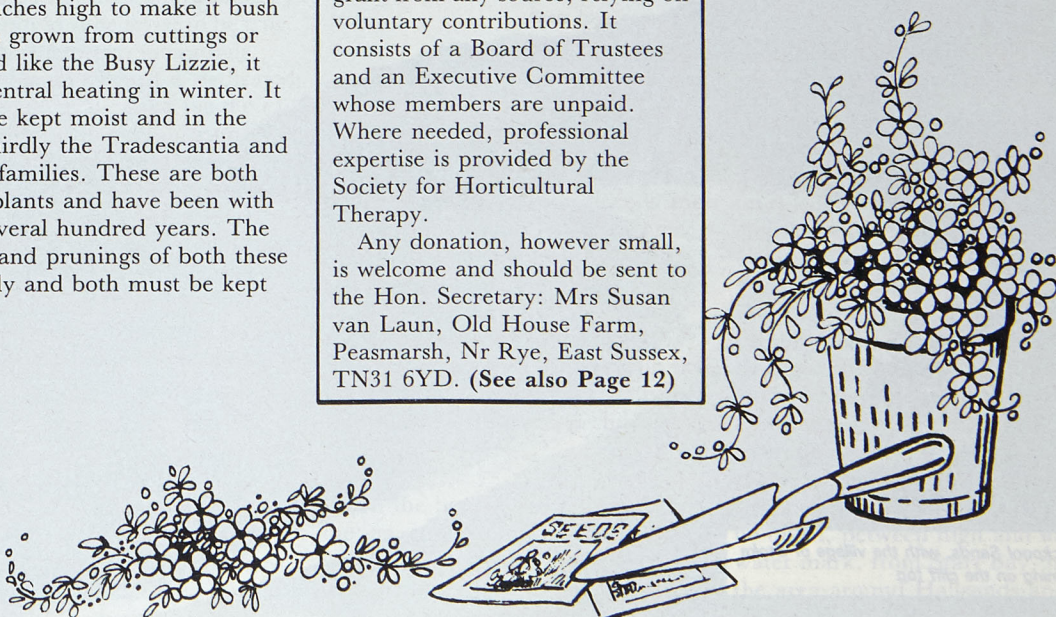 ches high to make it bush
grown from cuttings or
like the Busy Lizzie, it
entral heating in winter. It
kept moist and in the
irdly the Tradescantia and
families. These are both
plants and have been with
veral hundred years. The
and prunings of both these
ly and both must be kept
grant from any source, relying on
voluntary contributions. It
consists of a Board of Trustees
and an Executive Committee
whose members are unpaid.
Where needed, professional
expertise is provided by the
Society for Horticultural
Therapy.
Any donation, however small,
is welcome and should be sent to
the Hon. Secretary: Mrs Susan
van Laun, Old House Farm,
Peasmarsh, Nr Rye, East Sussex,
TN31 6YD. (See also Page 12)
SEEDS